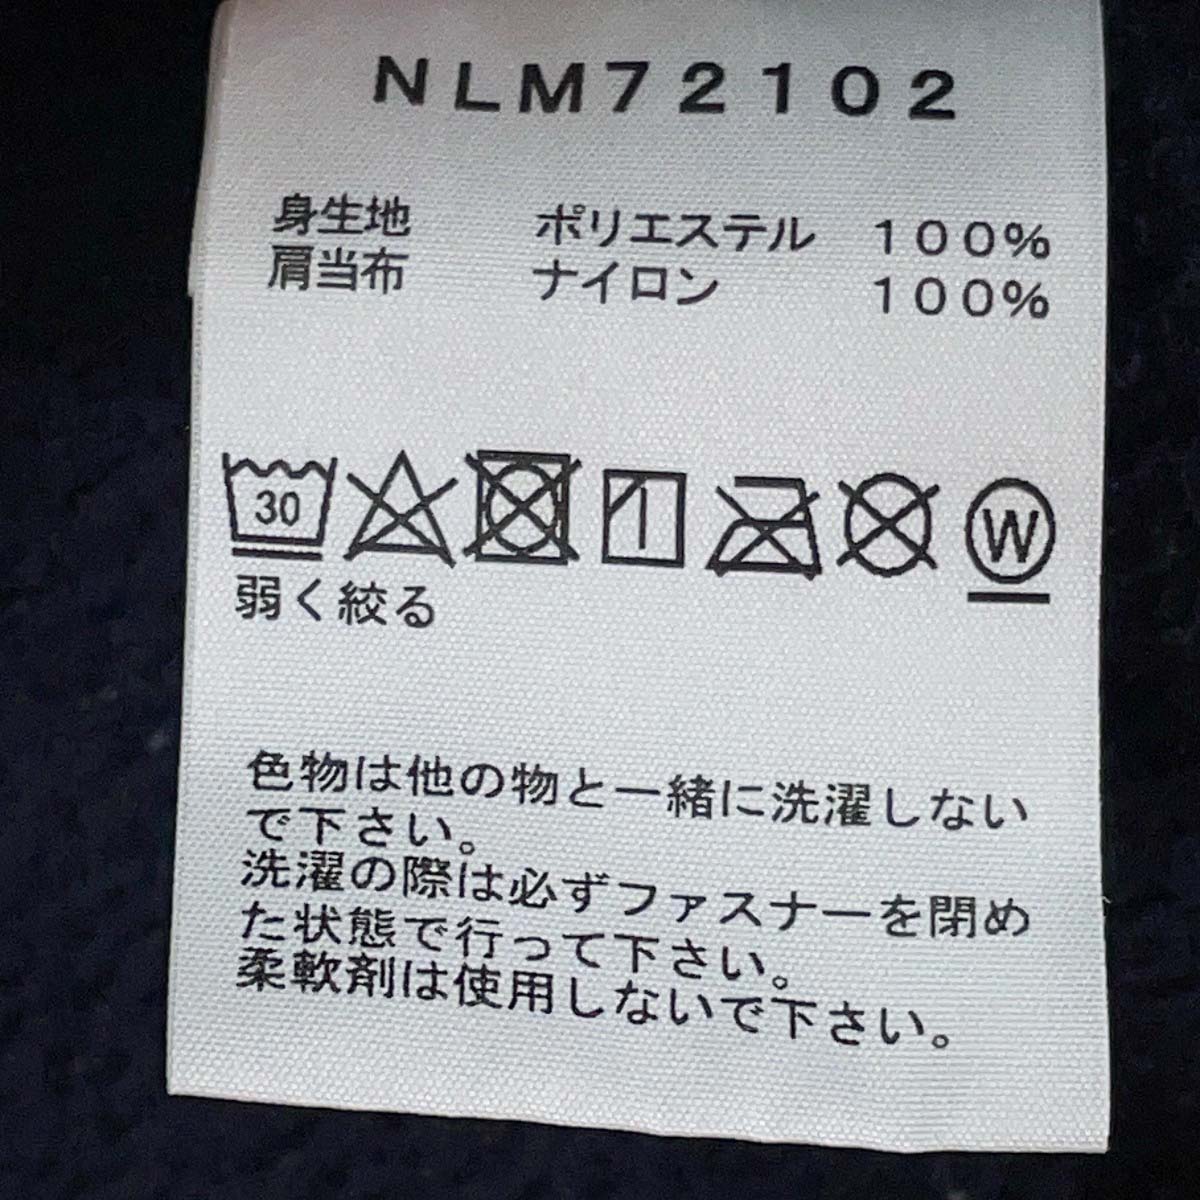 NLM72102
身生地 ポリエステル 100%
肩当布 ナイロン 100%
30
W
弱く絞る
色物は他の物と一緒に洗濯しない
で下さい。
洗濯の際は必ずファスナーを閉め
た状態で行って下さい。
柔軟剤は使用しないで下さい。